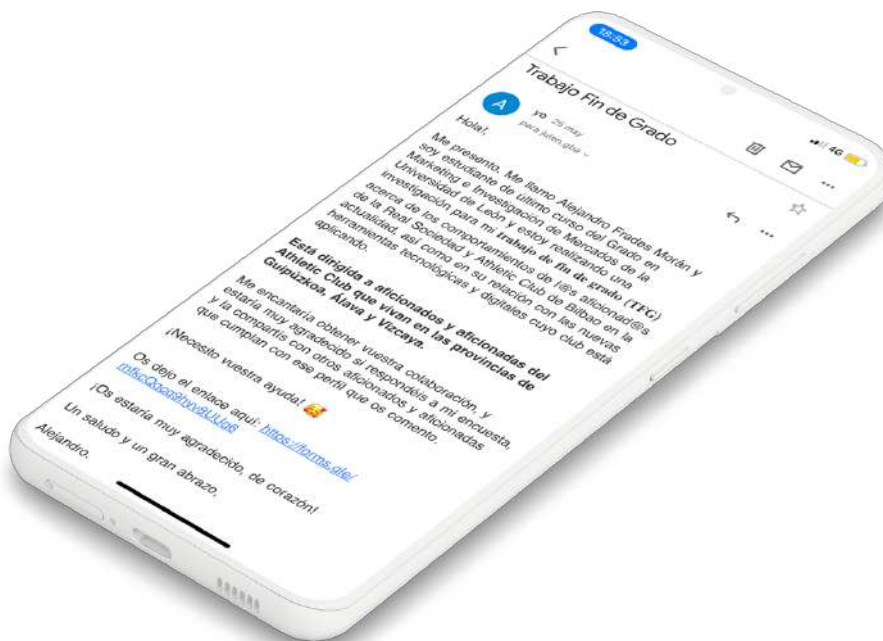 18:53
4G
Trabajo Fin de Grado
A
yo 25 may
para julen.gbe
Hola!,
Me presento. Me llamo Alejandro Frades Morán y
soy estudiante de último curso del Grado en
Marketing e Investigación de Mercados de la
Universidad de León y estoy realizando una
investigación para mi trabajo de fin de grado (TFG)
acerca de los comportamientos de l@s aficionad@s
de la Real Sociedad y Athletic Club de Bilbao en la
actualidad, así como en su relación con las nuevas
herramientas tecnológicas y digitales cuyo club está
aplicando.
Está dirigida a aficionados y aficionadas del
Athletic Club que vivan en las provincias de
Guipúzkoa, Álava y Vizcaya.
Me encantaría obtener vuestra colaboración, y
estaría muy agradecido si respondéis a mi encuesta,
y la compartís con otros aficionados y aficionadas
que cumplan con ese perfil que os comento.
¡Necesito vuestra ayuda! 🥰
Os dejo el enlace aquí: https://forms.gle/
¡Os estaría muy agradecido, de corazón!
Un saludo y un gran abrazo,
Alejandro.